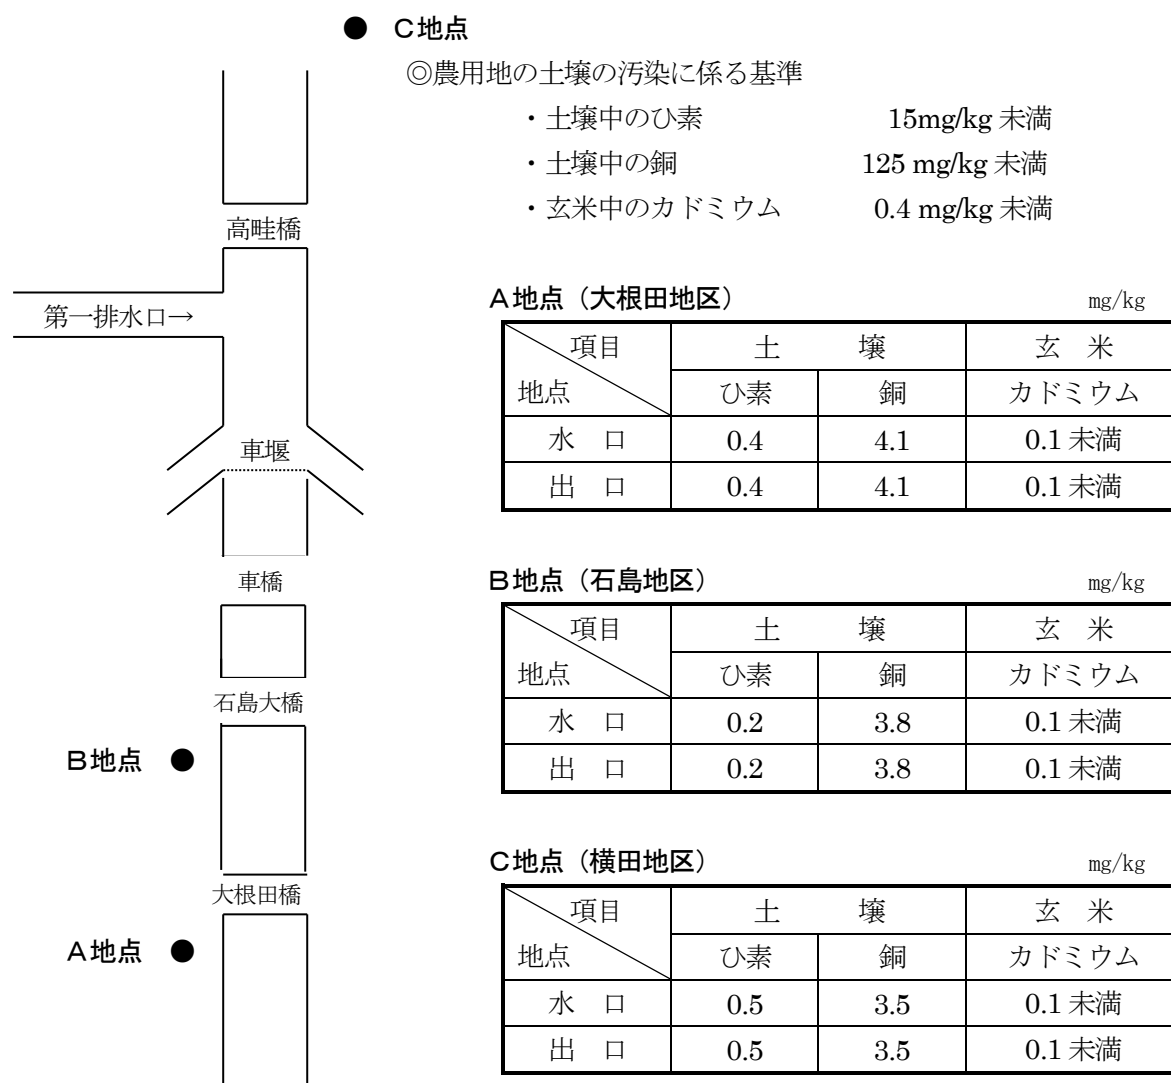 ● C地点
◎農用地の土壌の汚染に係る基準
・土壌中のひ素 15mg/kg 未満
・土壌中の銅 125 mg/kg 未満
・玄米中のカドミウム 0.4 mg/kg 未満
高畦橋
第一排水口→
車堰
車橋
石島大橋
B地点 ●
大根田橋
A地点 ●
A地点（大根田地区） mg/kg
項目 土 壌 玄 米
地点 ひ素 銅 カドミウム
水 口 0.4 4.1 0.1 未満
出 口 0.4 4.1 0.1 未満
B地点（石島地区） mg/kg
項目 土 壌 玄 米
地点 ひ素 銅 カドミウム
水 口 0.2 3.8 0.1 未満
出 口 0.2 3.8 0.1 未満
C地点（横田地区） mg/kg
項目 土 壌 玄 米
地点 ひ素 銅 カドミウム
水 口 0.5 3.5 0.1 未満
出 口 0.5 3.5 0.1 未満